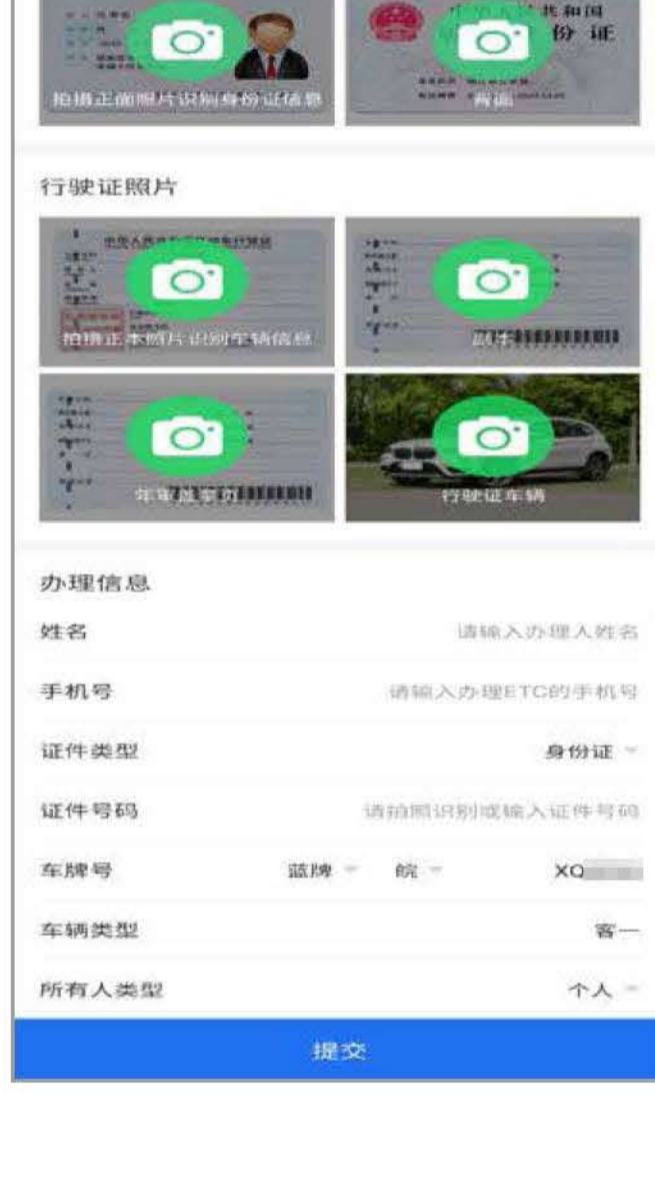 共和国
份 证
拍摄正面照片识别身份证信息
背面
行驶证照片
拍摄正本照片识别车辆信息
副本
行驶证车辆
办理信息
姓名 请输入办理人姓名
手机号 请输入办理ETC的手机号
证件类型 身份证
证件号码 请拍照识别或输入证件号码
车牌号 蓝牌 皖 XQ
车辆类型 客一
所有人类型 个人
提交